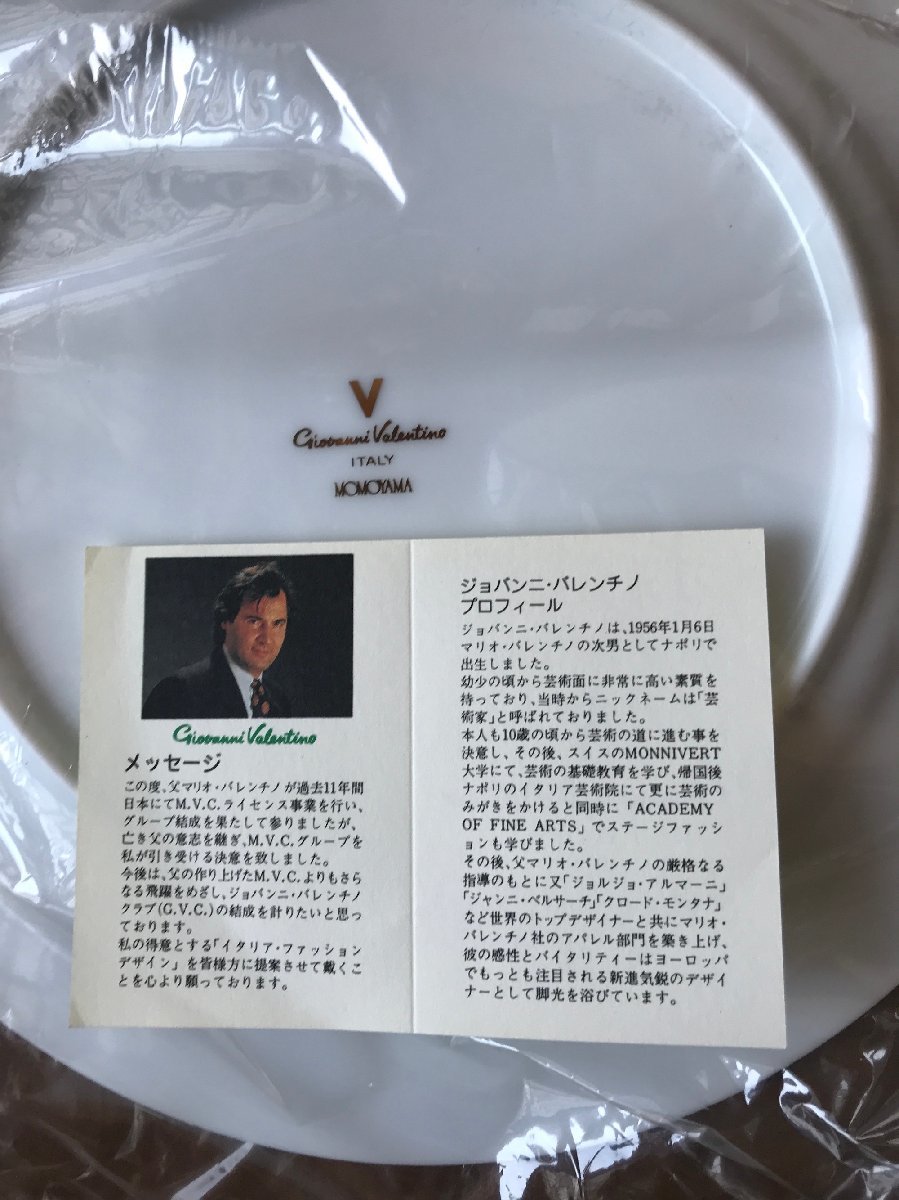 V
Giovanni Valentino
ITALY
MOMOYAMA
Giovanni Valentino
メッセージ
この度、父マリオ・バレンチノが過去11年間
日本にてM.V.C.ライセンス事業を行い、
グループ結成を果たして参りましたが、
亡き父の意志を継ぎ、M.V.C.グループを
私が引き受ける決意を致しました。
今後は、父の作り上げたM.V.C.よりもさら
なる飛躍をめざし、ジョバンニ・バレンチノ
クラブ(G.V.C.)の結成を計りたいと思っ
ております。
私の得意とする「イタリア・ファッション
デザイン」を皆様方に提案させて戴くこ
とを心より願っております。
ジョバンニ・バレンチノ
プロフィール
ジョバンニ・バレンチノは、1956年1月6日
マリオ・バレンチノの次男としてナポリで
出生しました。
幼少の頃から芸術面に非常に高い素質を
持っており、当時からニックネームは「芸
術家」と呼ばれておりました。
本人も10歳の頃から芸術の道に進む事を
決意し、その後、スイスのMONNIVERT
大学にて、芸術の基礎教育を学び、帰国後
ナポリのイタリア芸術院にて更に芸術の
みがきをかけると同時に「ACADEMY
OF FINE ARTS」でステージファッシ
ョンも学びました。
その後、父マリオ・バレンチノの厳格なる
指導のもとに又「ジョルジョ・アルマーニ」
「ジャンニ・ベルサーチ」「クロード・モンタナ」
など世界のトップデザイナーと共にマリオ・
バレンチノ社のアパレル部門を築き上げ、
彼の感性とバイタリティーはヨーロッパ
でもっとも注目される新進気鋭のデザイ
ナーとして脚光を浴びています。